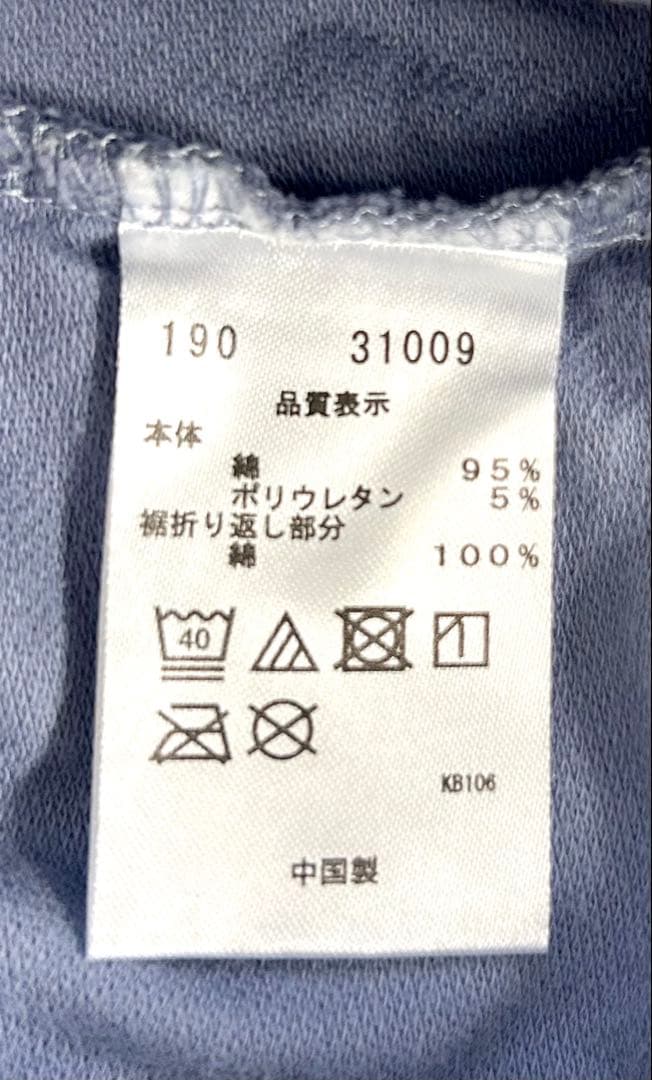 190 31009
品質表示
本体
綿 95%
ポリウレタン 5%
裾折り返し部分
綿 100%
40
KB106
中国製